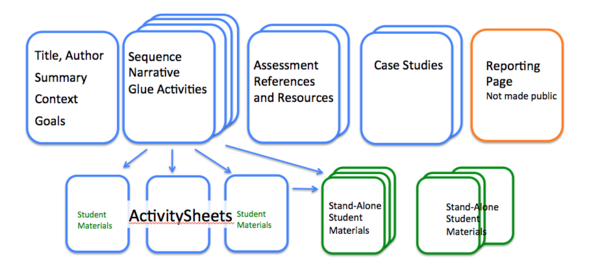 Title, Author
Summary
Context
Goals
Sequence
Narrative
Glue Activities
Assessment
References
and Resources
Case Studies
Reporting
Page
Not made public
Student
Materials
ActivitySheets
Student
Materials
Stand-Alone
Student
Materials
Stand-Alone
Student
Materials